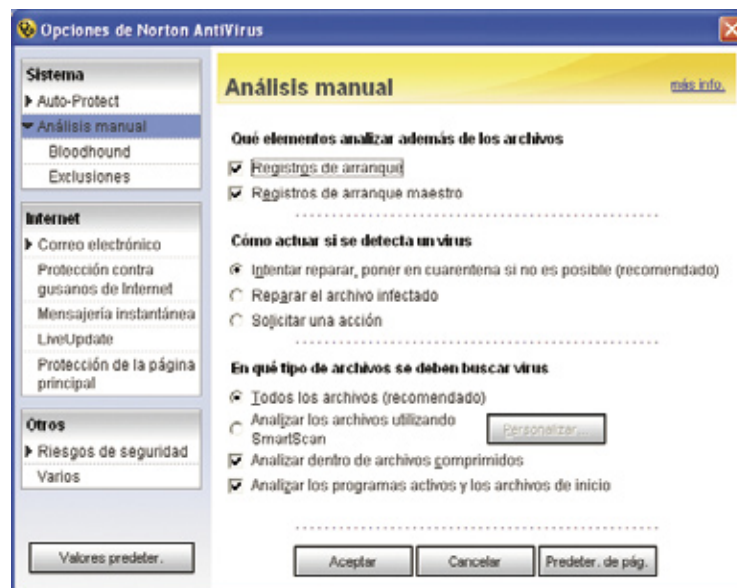 Opciones de Norton AntiVirus
Sistema
Auto-Protect
Análisis manual
Bloodhound
Exclusiones
Internet
Correo electrónico
Protección contra
gusanos de Internet
Mensajería instantánea
LiveUpdate
Protección de la página
principal
Otros
Riesgos de seguridad
Varios
Valores predeter.
Análisis manual
más info.
Qué elementos analizar además de los archivos
Registros de arranque
Registros de arranque maestro
Cómo actuar si se detecta un virus
Intentar reparar, poner en cuarentena si no es posible (recomendado)
Reparar el archivo infectado
Solicitar una acción
En qué tipo de archivos se deben buscar virus
Todos los archivos (recomendado)
Analizar los archivos utilizando
SmartScan
Personalizar...
Analizar dentro de archivos comprimidos
Analizar los programas activos y los archivos de inicio
Aceptar
Cancelar
Predeter. de pág.